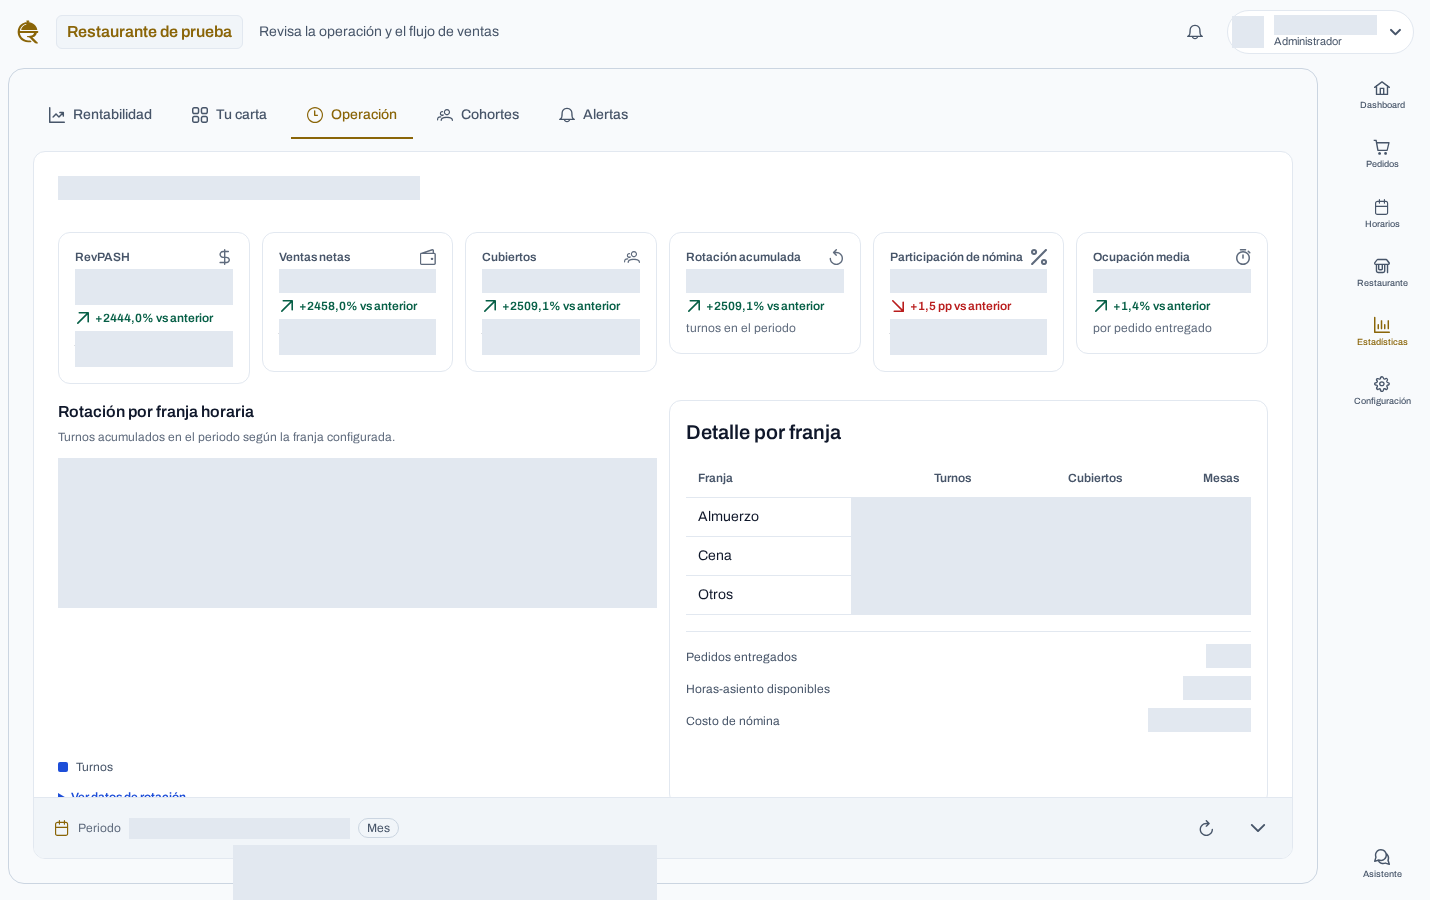 Restaurante de prueba
Revisa la operación y el flujo de ventas
Administrador
Rentabilidad
Tu carta
Operación
Cohortes
Alertas
Dashboard
Pedidos
Horarios
Restaurante
Estadísticas
Configuración
Asistente
RevPASH
+2444,0% vs anterior
Ventas netas
+2458,0% vs anterior
Cubiertos
+2509,1% vs anterior
Rotación acumulada
+2509,1% vs anterior
turnos en el periodo
Participación de nómina
+1,5 pp vs anterior
Ocupación media
+1,4% vs anterior
por pedido entregado
Rotación por franja horaria
Turnos acumulados en el periodo según la franja configurada.
Turnos
Ver datos de rotación
Detalle por franja
Franja Turnos Cubiertos Mesas
Almuerzo
Cena
Otros
Pedidos entregados
Horas-asiento disponibles
Costo de nómina
Periodo
Mes